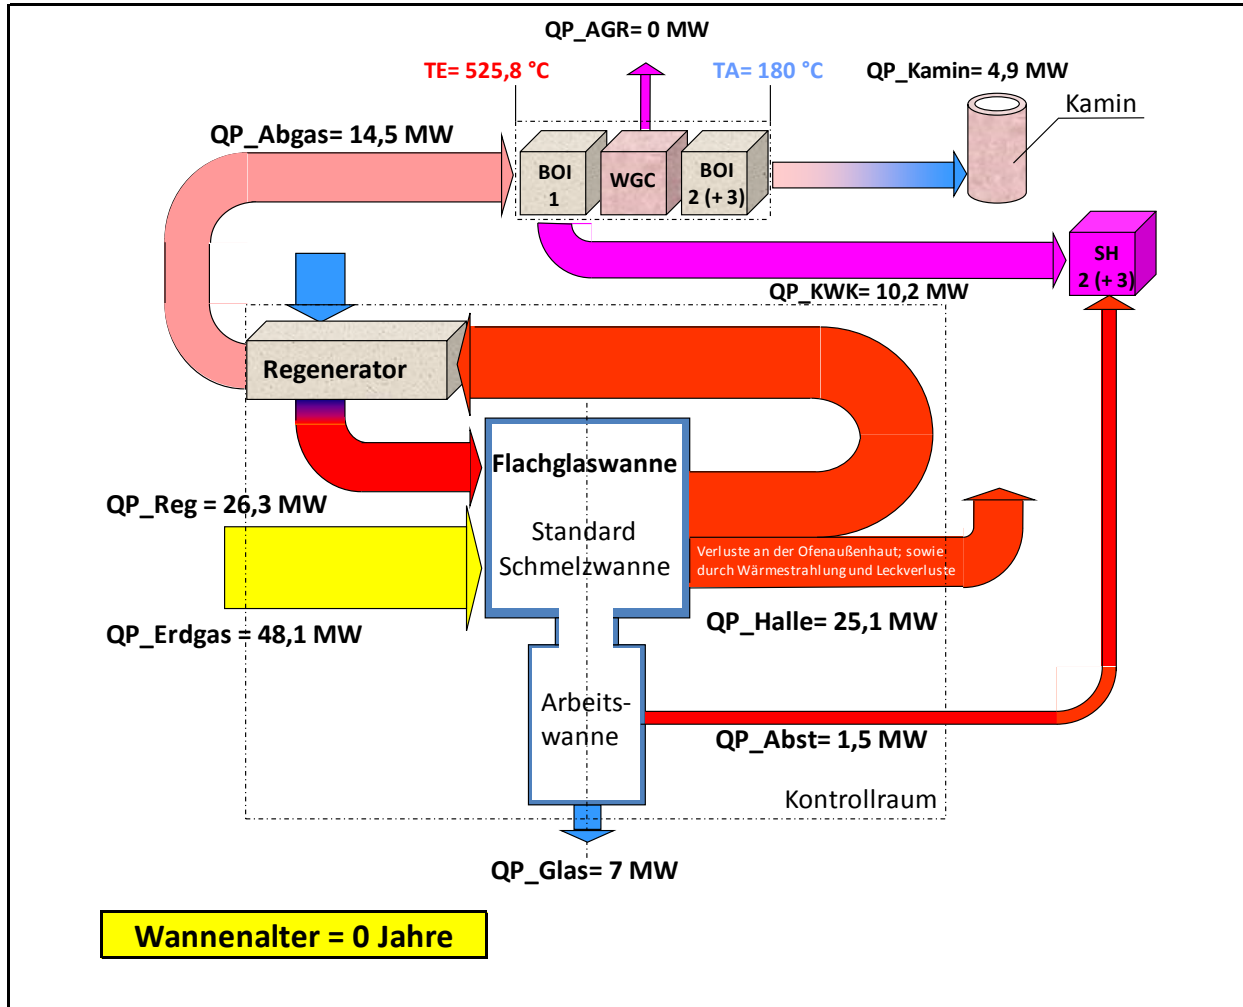 QP_AGR= 0 MW
TE= 525,8 °C
TA= 180 °C
QP_Kamin= 4,9 MW
Kamin
QP_Abgas= 14,5 MW
BOI
1
WGC
BOI
2 (+ 3)
SH
2 (+ 3)
QP_KWK= 10,2 MW
Regenerator
Flachglaswanne
QP_Reg = 26,3 MW
Standard
Schmelzwanne
Verluste an der Ofenaußenhaut; sowie
durch Wärmestrahlung und Leckverluste
QP_Erdgas = 48,1 MW
QP_Halle= 25,1 MW
Arbeits-
wanne
QP_Abst= 1,5 MW
Kontrollraum
QP_Glas= 7 MW
Wannenalter = 0 Jahre